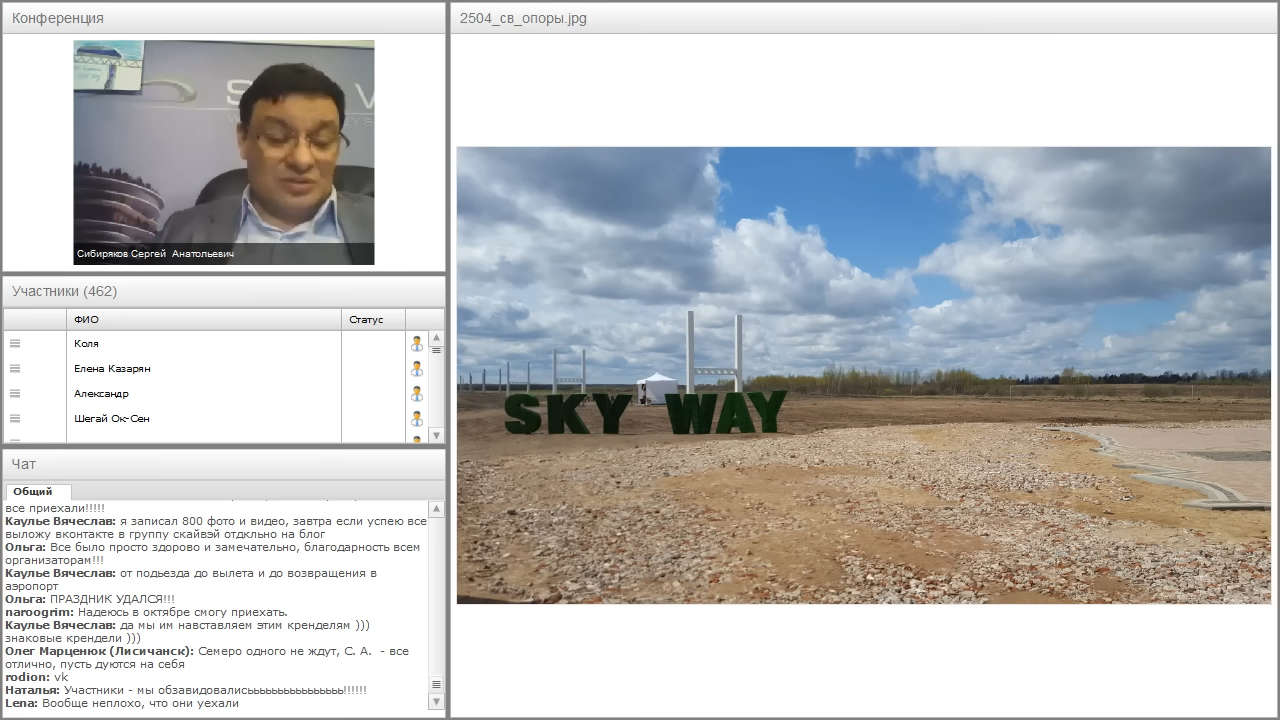 Конференция
2504_св_опоры.jpg
S V
Сибиряков Сергей Анатольевич
Участники (462)
ФИО Статус
Коля
Елена Казарян
Александр
Шегай Ок-Сен
SKY WAY
Чат
Общий
все приехали!!!!!
Каулье Вячеслав: я записал 800 фото и видео, завтра если успею все
выложу вконтакте в группу скайвэй отдкльно на блог
Ольга: Все было просто здорово и замечательно, благодарность всем
организаторам!!!
Каулье Вячеслав: от подьезда до вылета и до возвращения в
аэропорт
Ольга: ПРАЗДНИК УДАЛСЯ!!!
naroogrim: Надеюсь в октябре смогу приехать.
Каулье Вячеслав: да мы им навставляем этим кренделям )))
знаковые крендели )))
Олег Марценюк (Лисичанск): Семеро одного не ждут, С. А. - все
отлично, пусть дуются на себя
rodion: vk
Наталья: Участники - мы обзавидовалисьььььььььььььььь!!!!!!
Lena: Вообще неплохо, что они уехали